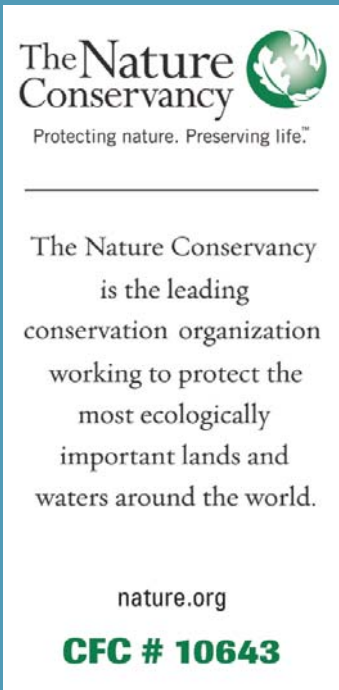 The Nature
Conservancy
Protecting nature. Preserving life.™
The Nature Conservancy
is the leading
conservation organization
working to protect the
most ecologically
important lands and
waters around the world.
nature.org
CFC # 10643